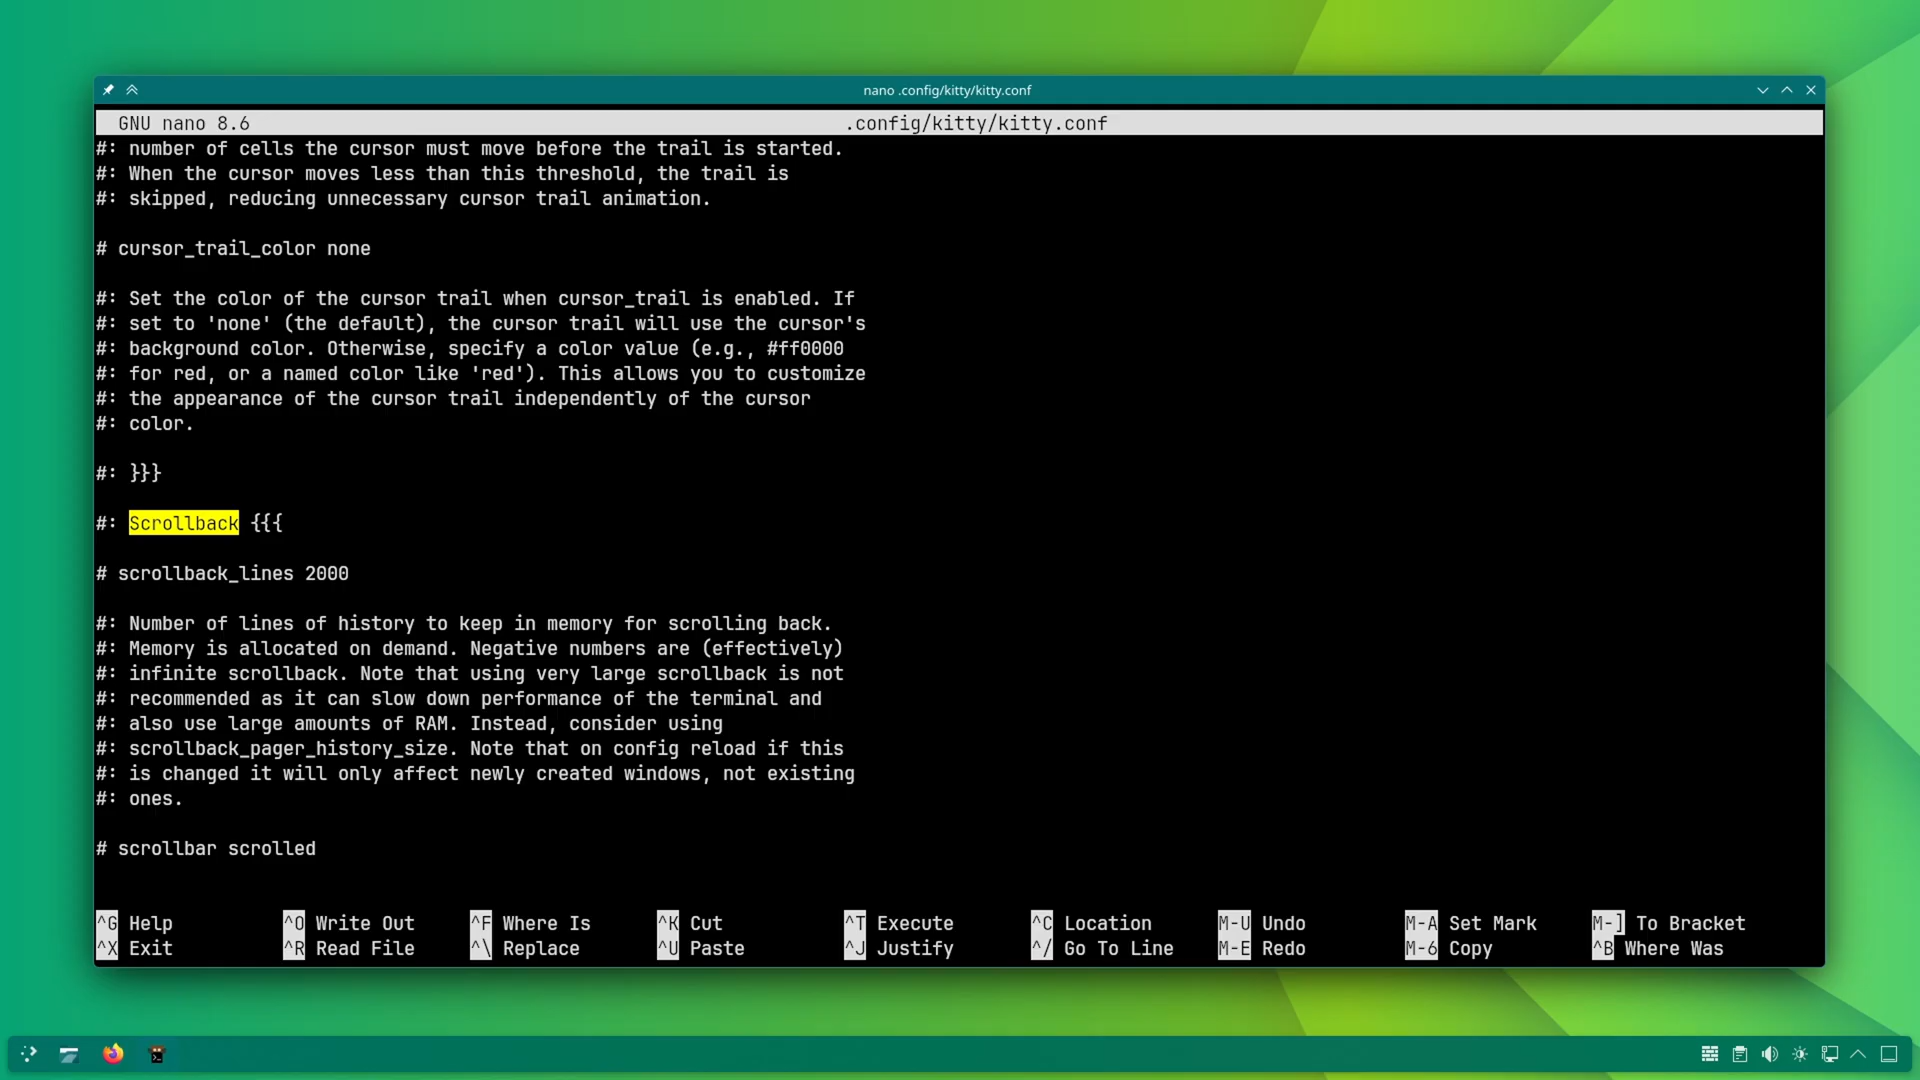 nano .config/kitty/kitty.conf
GNU nano 8.6 .config/kitty/kitty.conf
#: number of cells the cursor must move before the trail is started.
#: When the cursor moves less than this threshold, the trail is
#: skipped, reducing unnecessary cursor trail animation.
# cursor_trail_color none
#: Set the color of the cursor trail when cursor_trail is enabled. If
#: set to 'none' (the default), the cursor trail will use the cursor's
#: background color. Otherwise, specify a color value (e.g., #ff0000
#: for red, or a named color like 'red'). This allows you to customize
#: the appearance of the cursor trail independently of the cursor
#: color.
#: }}}
#: Scrollback {{{
# scrollback_lines 2000
#: Number of lines of history to keep in memory for scrolling back.
#: Memory is allocated on demand. Negative numbers are (effectively)
#: infinite scrollback. Note that using very large scrollback is not
#: recommended as it can slow down performance of the terminal and
#: also use large amounts of RAM. Instead, consider using
#: scrollback_pager_history_size. Note that on config reload if this
#: is changed it will only affect newly created windows, not existing
#: ones.
# scrollbar scrolled
^G Help ^O Write Out ^F Where Is ^K Cut ^T Execute ^C Location M-U Undo M-A Set Mark M-] To Bracket
^X Exit ^R Read File ^\ Replace ^U Paste ^J Justify ^/ Go To Line M-E Redo M-6 Copy ^B Where Was